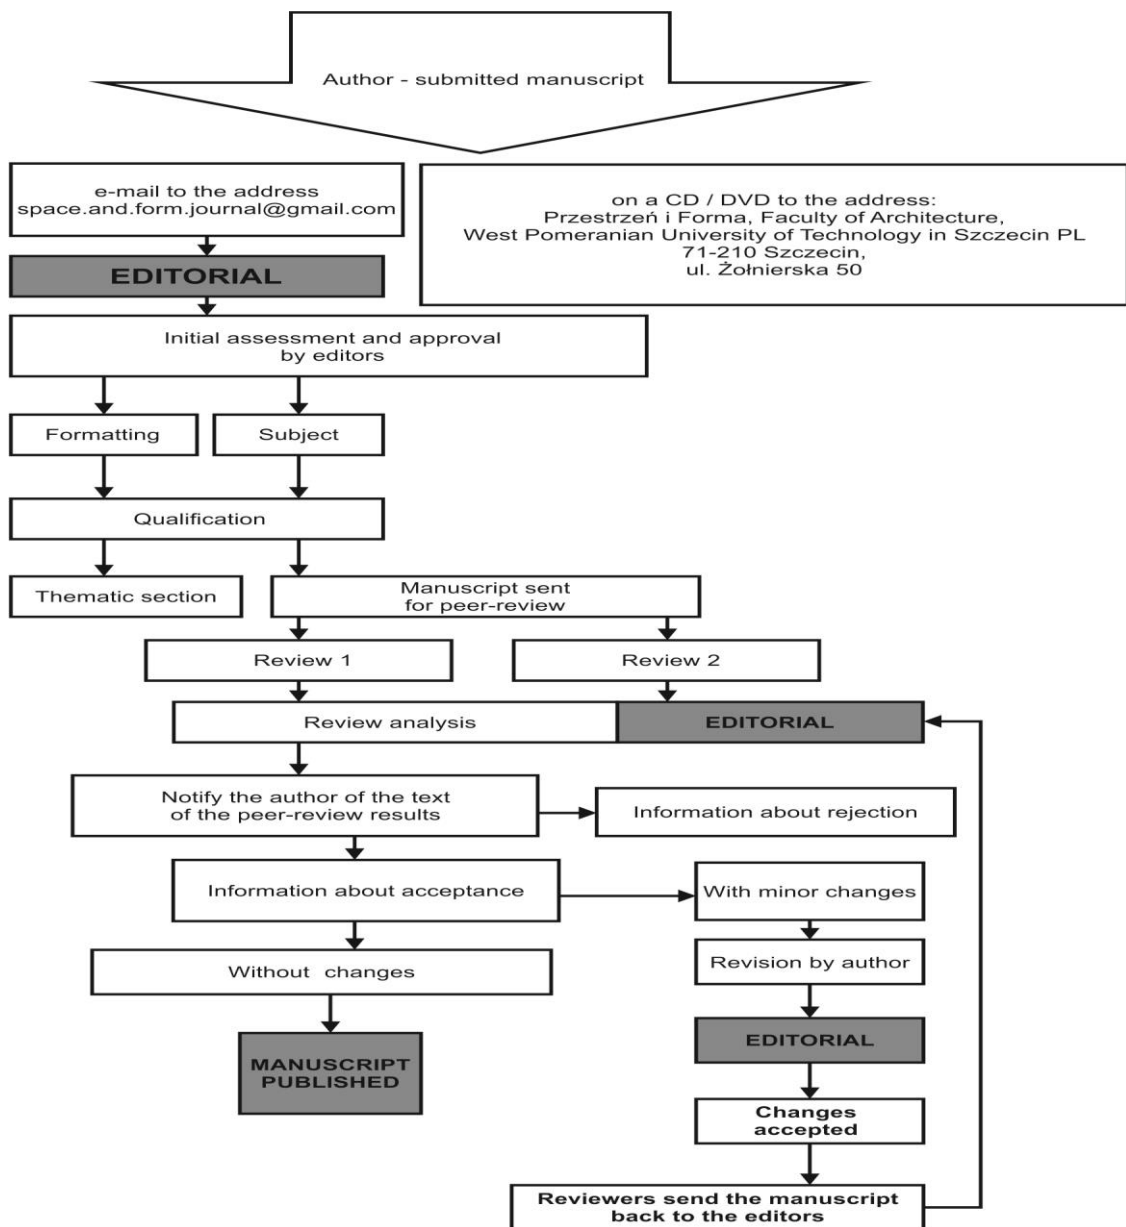 Author - submitted manuscript
e-mail to the address
space.and.form.journal@gmail.com
on a CD / DVD to the address:
Przestrzeń i Forma, Faculty of Architecture,
West Pomeranian University of Technology in Szczecin PL
71-210 Szczecin,
ul. Żołnierska 50
EDITORIAL
Initial assessment and approval
by editors
Formatting
Subject
Qualification
Thematic section
Manuscript sent
for peer-review
Review 1
Review 2
Review analysis
EDITORIAL
Notify the author of the text
of the peer-review results
Information about rejection
Information about acceptance
With minor changes
Without changes
Revision by author
EDITORIAL
MANUSCRIPT
PUBLISHED
Changes
accepted
Reviewers send the manuscript
back to the editors